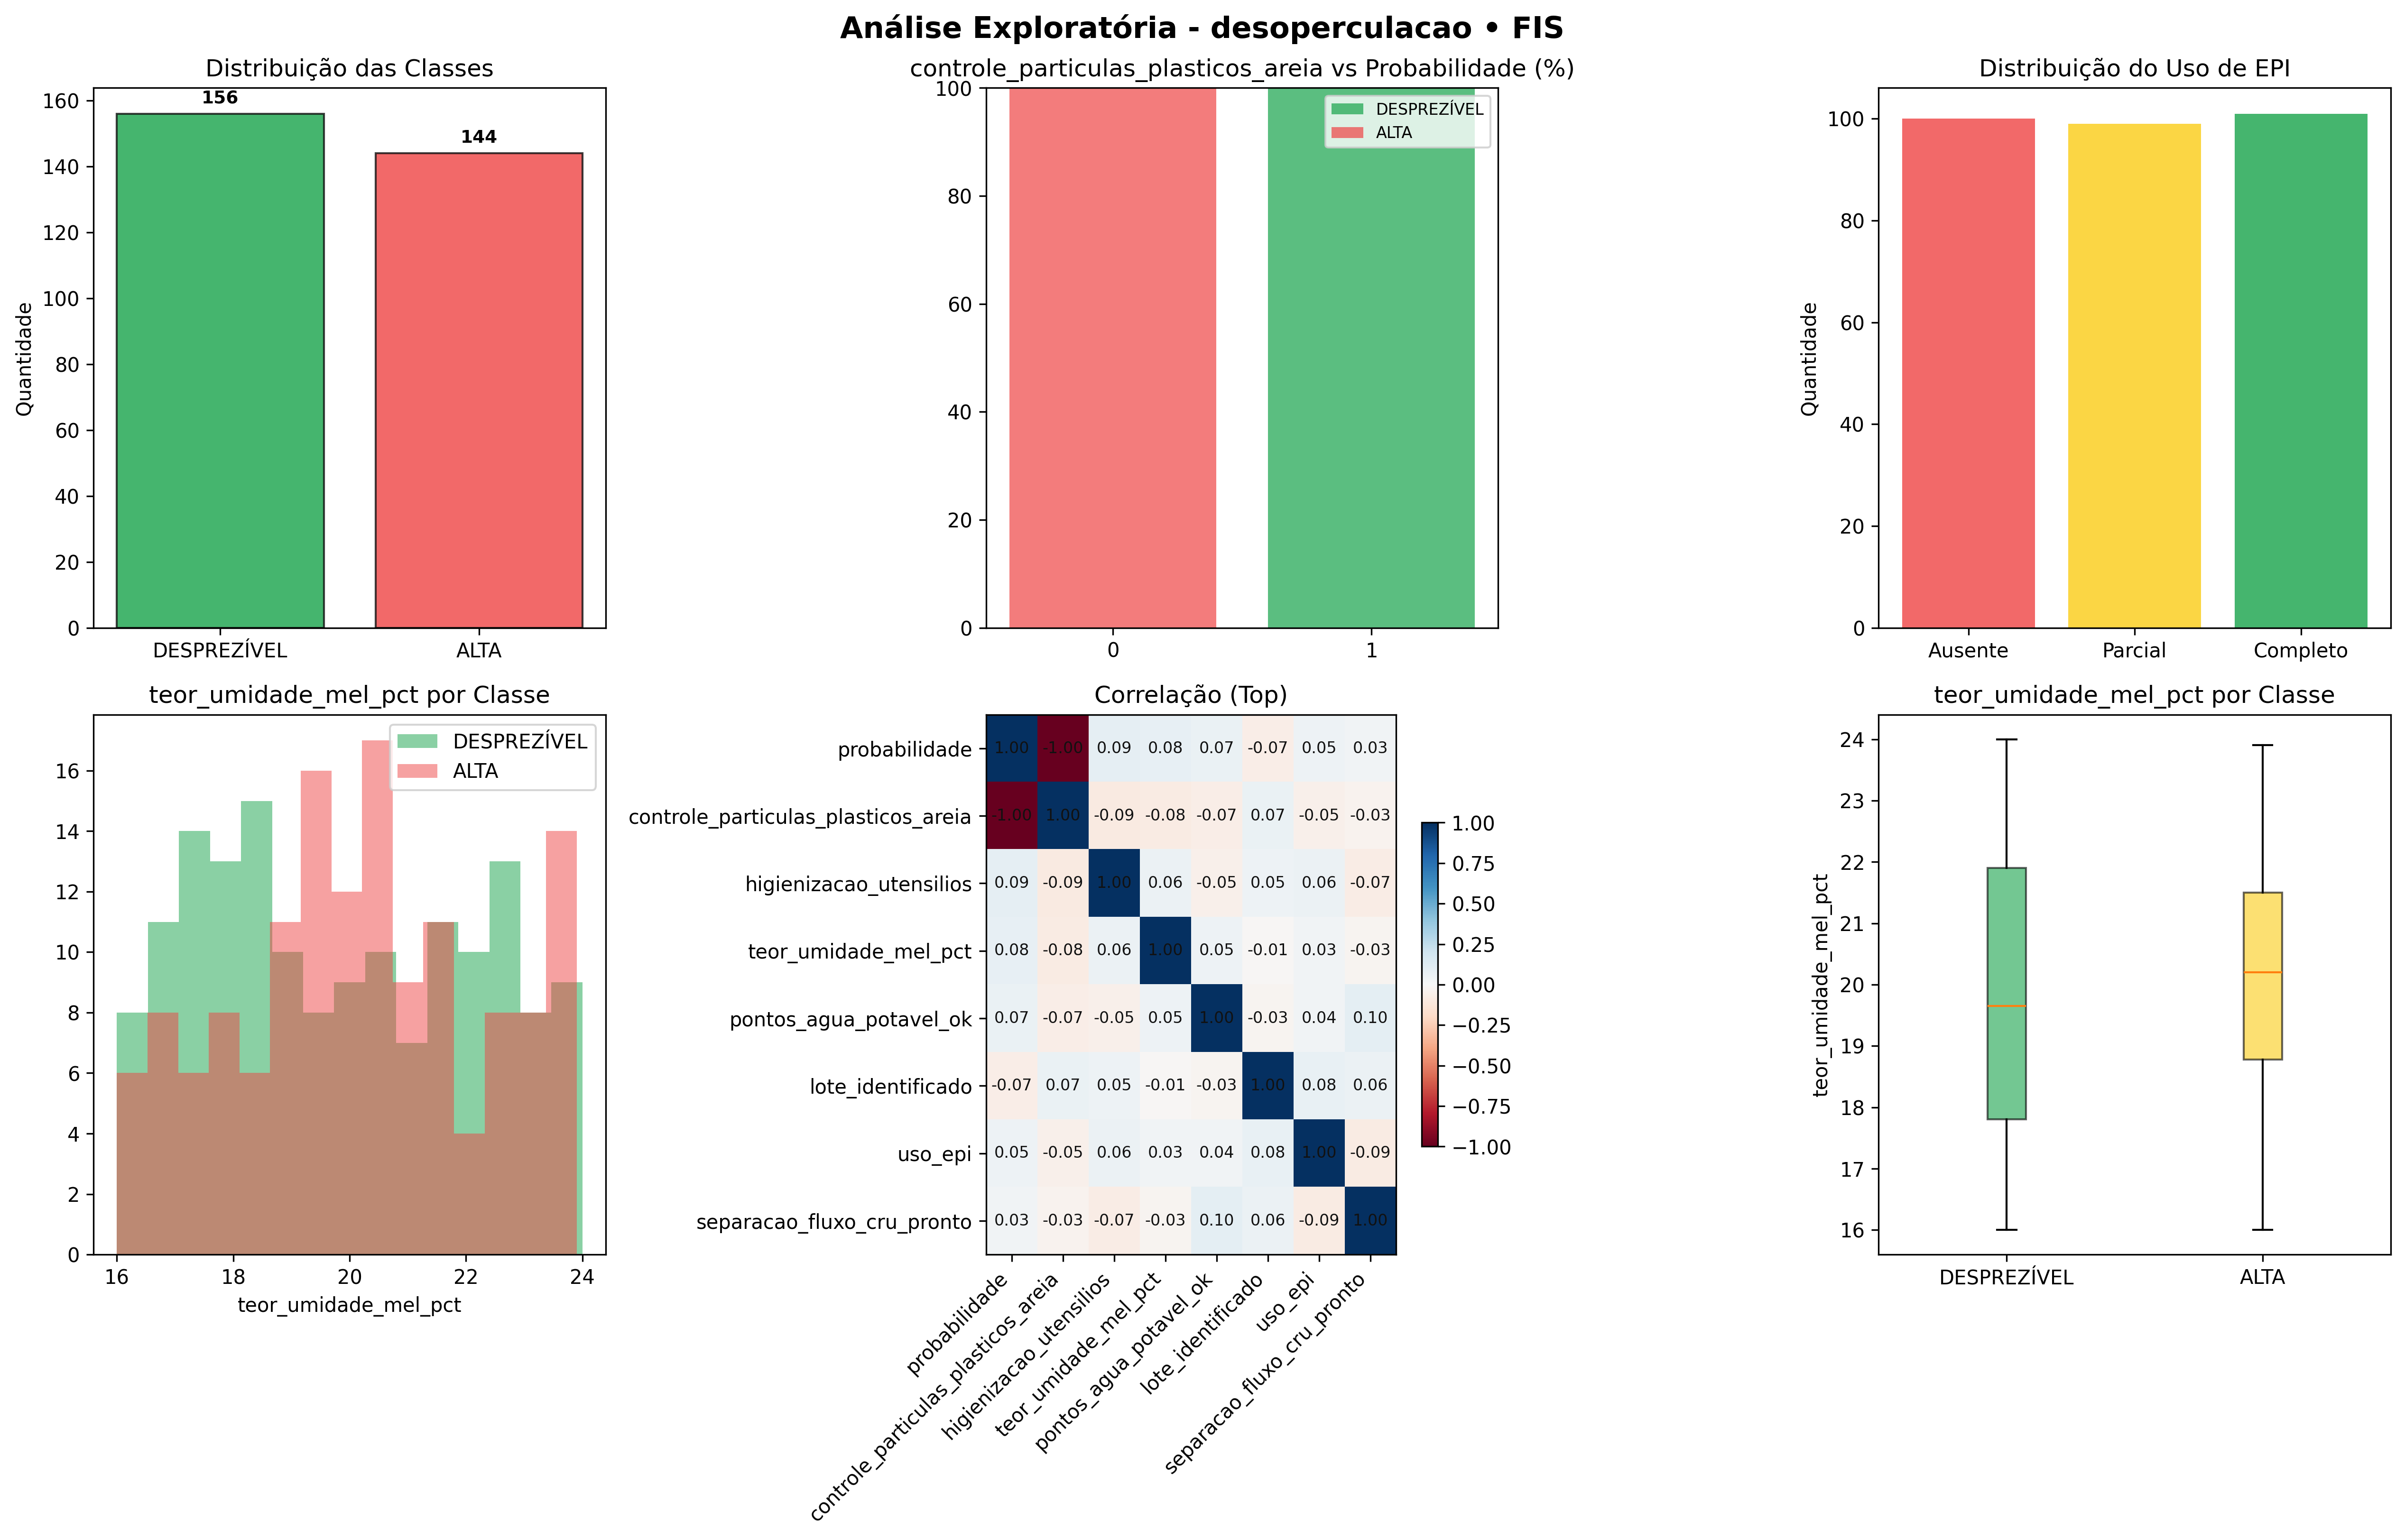 Análise Exploratória - desoperculacao • FIS
Distribuição das Classes
160
140
120
100
80
60
40
20
0
Quantidade
156
144
DESPREZÍVEL
ALTA
controle_particulas_plasticos_areia vs Probabilidade (%)
100
80
60
40
20
0
DESPREZÍVEL
ALTA
0
1
Distribuição do Uso de EPI
100
80
60
40
20
0
Quantidade
Ausente
Parcial
Completo
teor_umidade_mel_pct por Classe
16
14
12
10
8
6
4
2
0
DESPREZÍVEL
ALTA
16
18
20
22
24
teor_umidade_mel_pct
Correlação (Top)
probabilidade 1.00 -1.00 0.09 0.08 0.07 -0.07 0.05 0.03
controle_particulas_plasticos_areia -1.00 1.00 -0.09 -0.08 -0.07 0.07 -0.05 -0.03
higienizacao_utensilios 0.09 -0.09 1.00 0.06 -0.05 0.05 0.06 -0.07
teor_umidade_mel_pct 0.08 -0.08 0.06 1.00 0.05 -0.01 0.03 -0.03
pontos_agua_potavel_ok 0.07 -0.07 -0.05 0.05 1.00 -0.03 0.04 0.10
lote_identificado -0.07 0.07 0.05 -0.01 -0.03 1.00 0.08 0.06
uso_epi 0.05 -0.05 0.06 0.03 0.04 0.08 1.00 -0.09
separacao_fluxo_cru_pronto 0.03 -0.03 -0.07 -0.03 0.10 0.06 -0.09 1.00
probabilidade
controle_particulas_plasticos_areia
higienizacao_utensilios
teor_umidade_mel_pct
pontos_agua_potavel_ok
lote_identificado
uso_epi
separacao_fluxo_cru_pronto
1.00
0.75
0.50
0.25
0.00
−0.25
−0.50
−0.75
−1.00
teor_umidade_mel_pct por Classe
24
23
22
21
20
19
18
17
16
teor_umidade_mel_pct
DESPREZÍVEL
ALTA